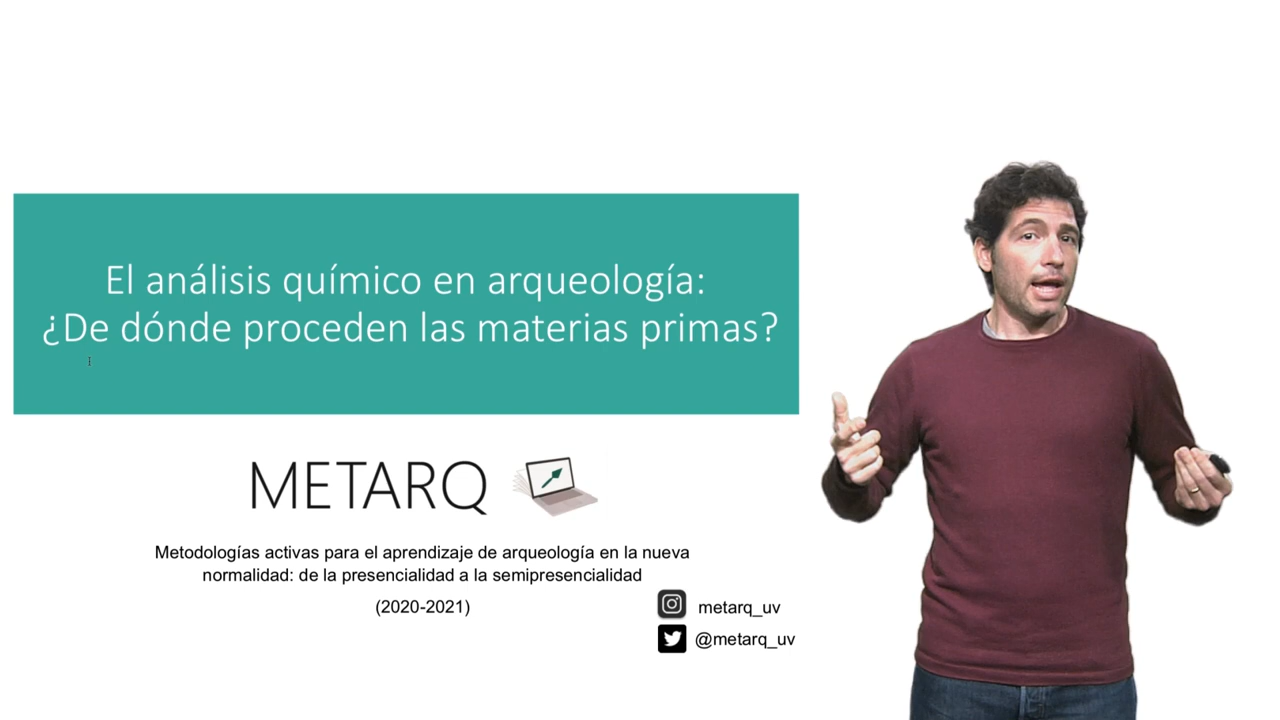 El análisis químico en arqueología:
¿De dónde proceden las materias primas?
METARQ
Metodologías activas para el aprendizaje de arqueología en la nueva
normalidad: de la presencialidad a la semipresencialidad
(2020-2021)
metarq_uv
@metarq_uv